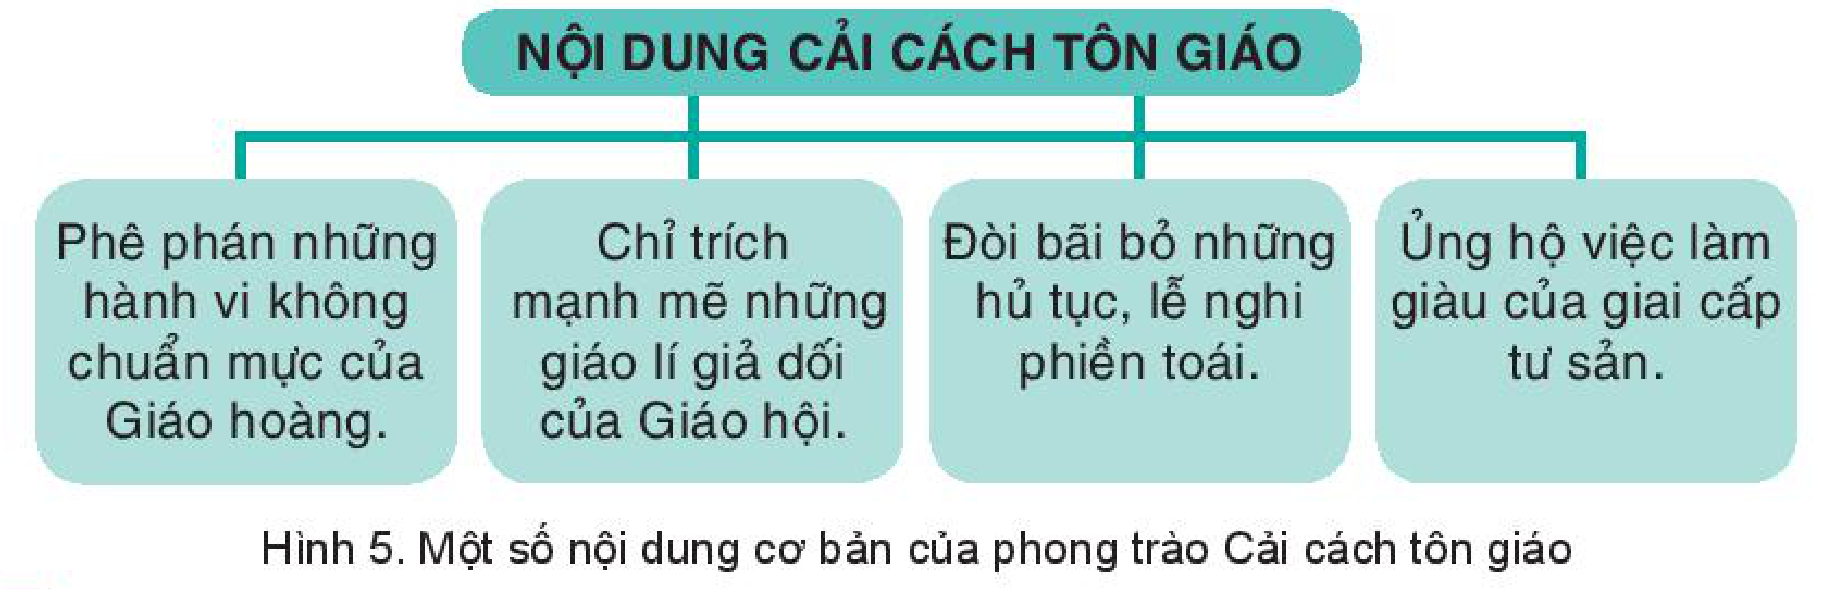 NỘI DUNG CẢI CÁCH TÔN GIÁO
Phê phán những
hành vi không
chuẩn mực của
Giáo hoàng.
Chỉ trích
mạnh mẽ những
giáo lí giả dối
của Giáo hội.
Đòi bãi bỏ những
hủ tục, lễ nghi
phiền toái.
Ủng hộ việc làm
giàu của giai cấp
tư sản.
Hình 5. Một số nội dung cơ bản của phong trào Cải cách tôn giáo